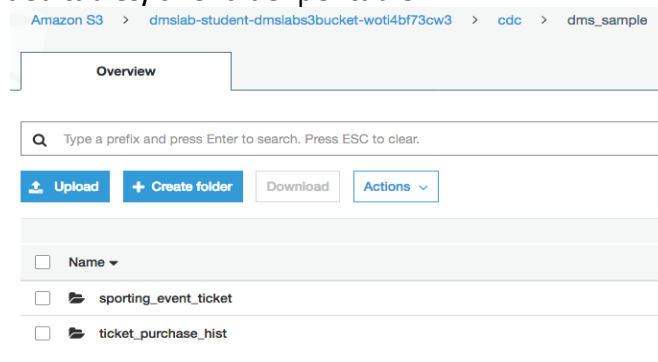 Amazon S3 > dmslab-student-dmslabs3bucket-woti4bf73cw3 > cdc > dms_sample
Overview
Type a prefix and press Enter to search. Press ESC to clear.
Upload + Create folder Download Actions
Name
sporting_event_ticket
ticket_purchase_hist